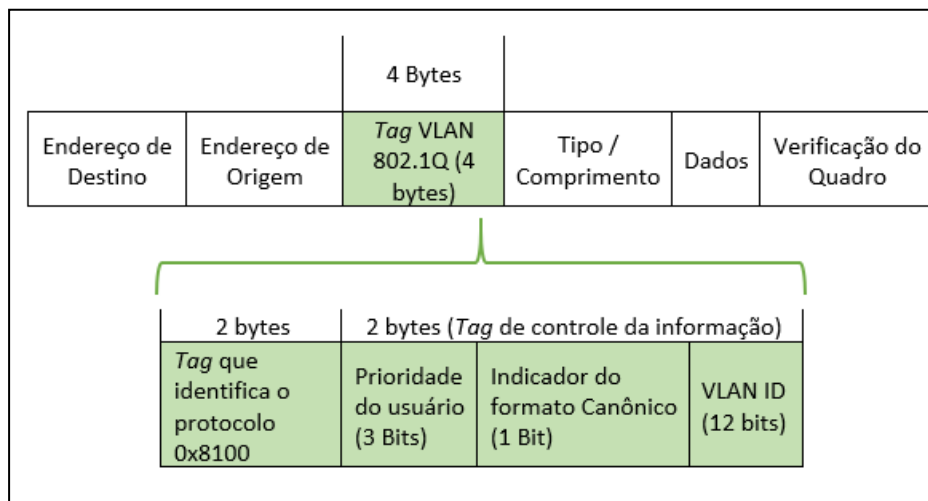 4 Bytes
Endereço de
Destino
Endereço de
Origem
Tag VLAN
802.1Q (4
bytes)
Tipo /
Comprimento
Dados
Verificação do
Quadro
2 bytes
2 bytes (Tag de controle da informação)
Tag que
identifica o
protocolo
0x8100
Prioridade
do usuário
(3 Bits)
Indicador do
formato Canônico
(1 Bit)
VLAN ID
(12 bits)